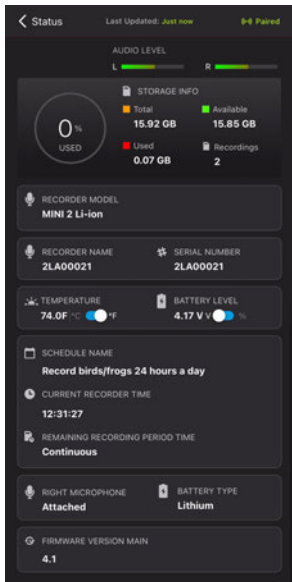 Status Last Updated: Just now Paired
AUDIO LEVEL
L R
STORAGE INFO
Total Available
15.92 GB 15.85 GB
0 %
USED
Used Recordings
0.07 GB 2
RECORDER MODEL
MINI 2 Li-ion
RECORDER NAME SERIAL NUMBER
2LA00021 2LA00021
TEMPERATURE BATTERY LEVEL
74.0F °C °F 4.17 V V %
SCHEDULE NAME
Record birds/frogs 24 hours a day
CURRENT RECORDER TIME
12:31:27
REMAINING RECORDING PERIOD TIME
Continuous
RIGHT MICROPHONE BATTERY TYPE
Attached Lithium
FIRMWARE VERSION MAIN
4.1